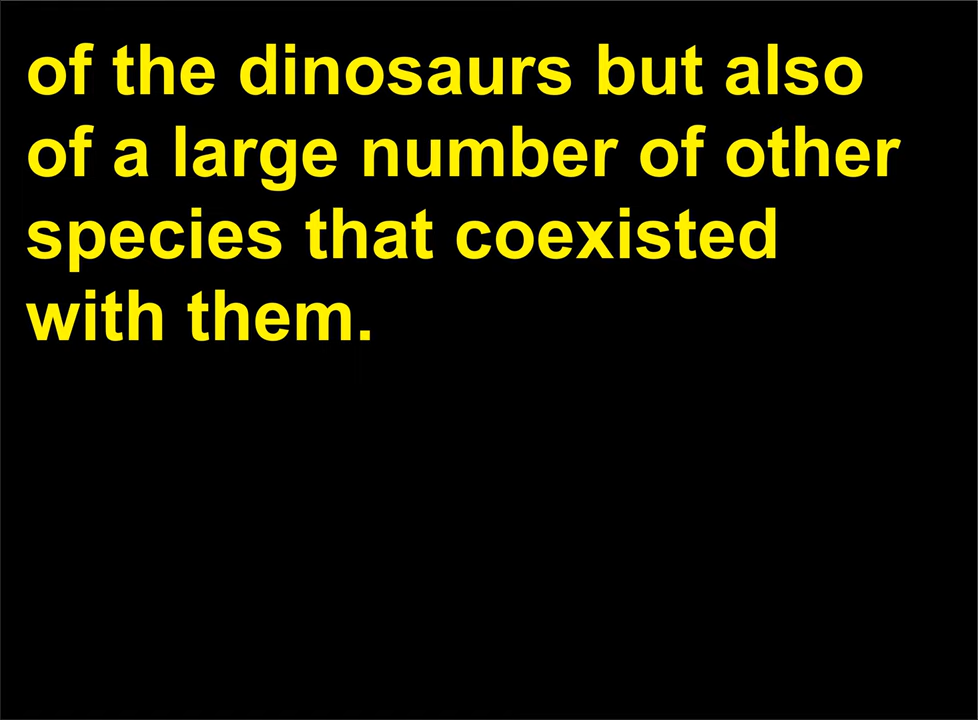 of the dinosaurs but also
of a large number of other
species that coexisted
with them.